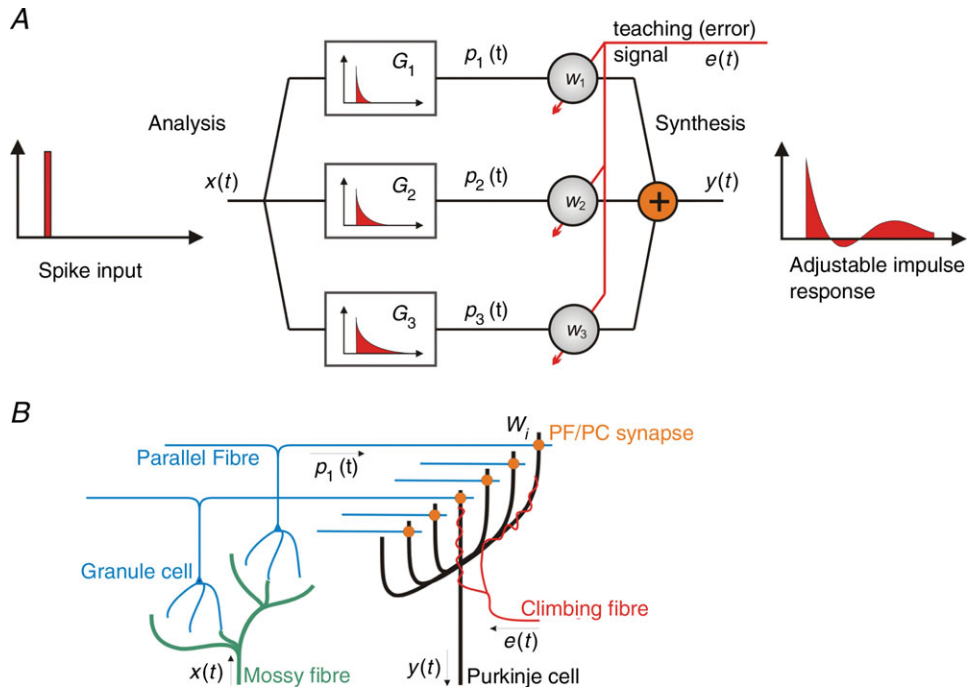 A
Analysis
x(t)
Spike input
G1
p1 (t)
w1
teaching (error)
signal
e(t)
G2
p2 (t)
w2
Synthesis
y(t)
G3
p3 (t)
w3
Adjustable impulse
response
B
Parallel Fibre
p1 (t)
Wi
PF/PC synapse
Granule cell
Climbing fibre
e(t)
x(t)
Mossy fibre
y(t)
Purkinje cell